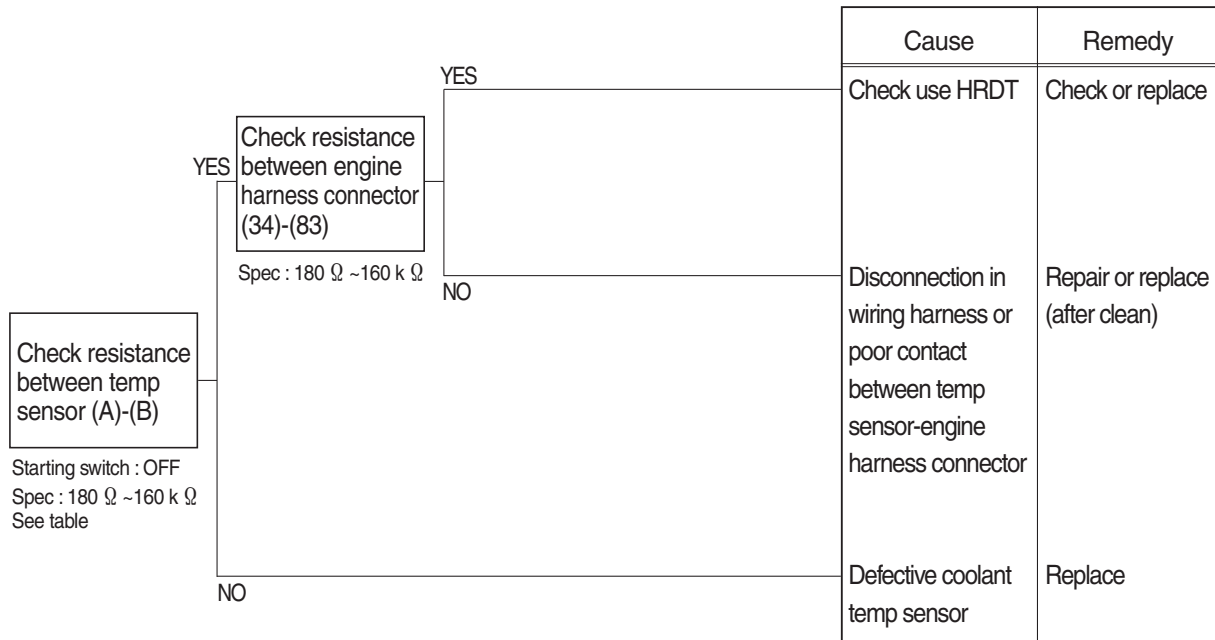 Cause
Remedy
YES
Check use HRDT
Check or replace
Check resistance
between engine
harness connector
(34)-(83)
YES
Spec : 180 Ω ~160 k Ω
NO
Disconnection in
wiring harness or
poor contact
between temp
sensor-engine
harness connector
Repair or replace
(after clean)
Check resistance
between temp
sensor (A)-(B)
Starting switch : OFF
Spec : 180 Ω ~160 k Ω
See table
NO
Defective coolant
temp sensor
Replace